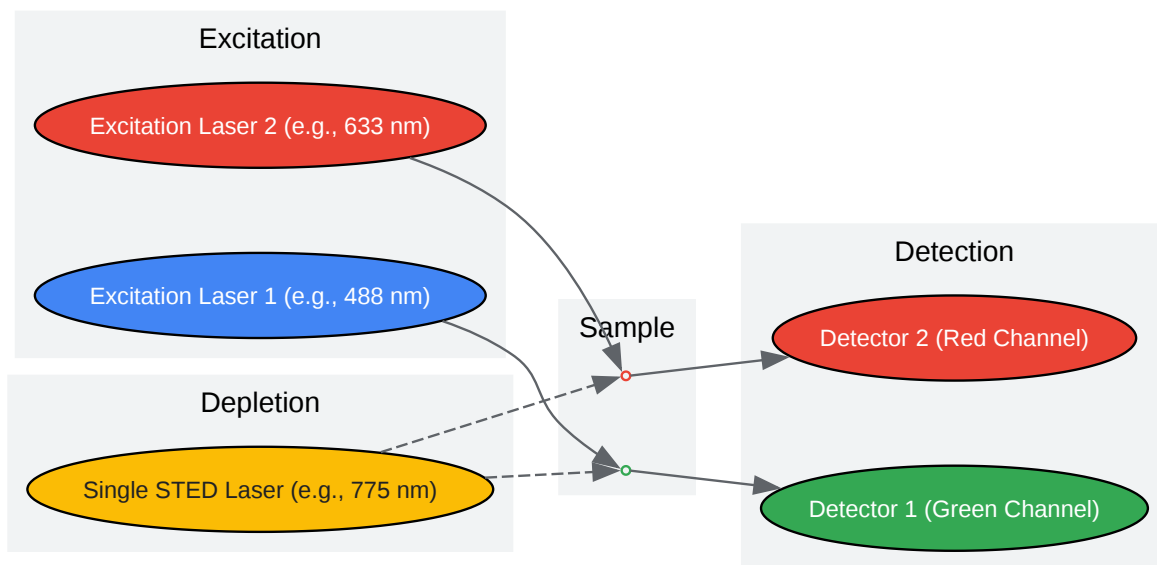 Excitation
Excitation Laser 2 (e.g., 633 nm)
Excitation Laser 1 (e.g., 488 nm)
Depletion
Single STED Laser (e.g., 775 nm)
Sample
Detection
Detector 2 (Red Channel)
Detector 1 (Green Channel)